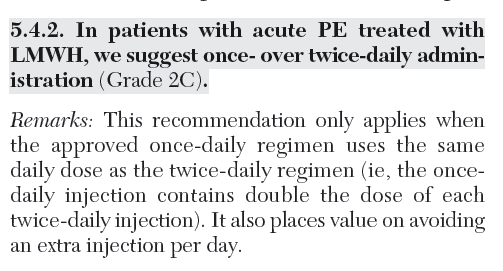 5.4.2. In patients with acute PE treated with
LMWH, we suggest once- over twice-daily admin-
istration (Grade 2C).
Remarks: This recommendation only applies when
the approved once-daily regimen uses the same
daily dose as the twice-daily regimen (ie, the once-
daily injection contains double the dose of each
twice-daily injection). It also places value on avoiding
an extra injection per day.